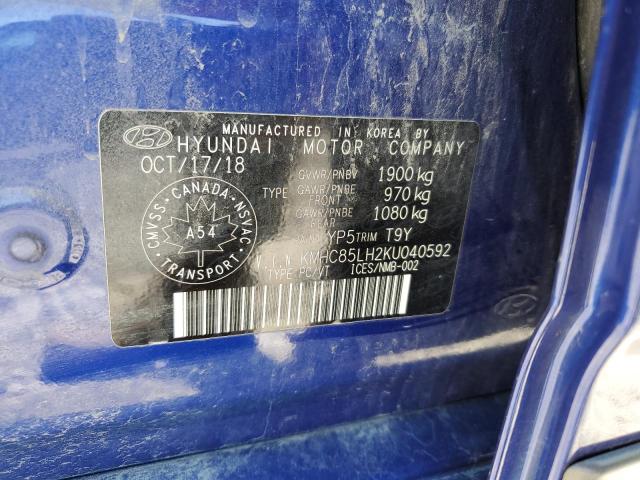 MANUFACTURED IN KOREA BY
HYUNDAI MOTOR COMPANY
OCT/17/18
GVWR/PNBV 1900 kg
TYPE GAWR/PNBE FRONT 970 kg
GAWR/PNBE REAR 1080 kg
CMVSS · CANADA · NSVAC
A54
TRANSPORT
YP5 TRIM T9Y
V.I.N KMHC85LH2KU040592
TYPE:PC/VT ICES/NMB-002